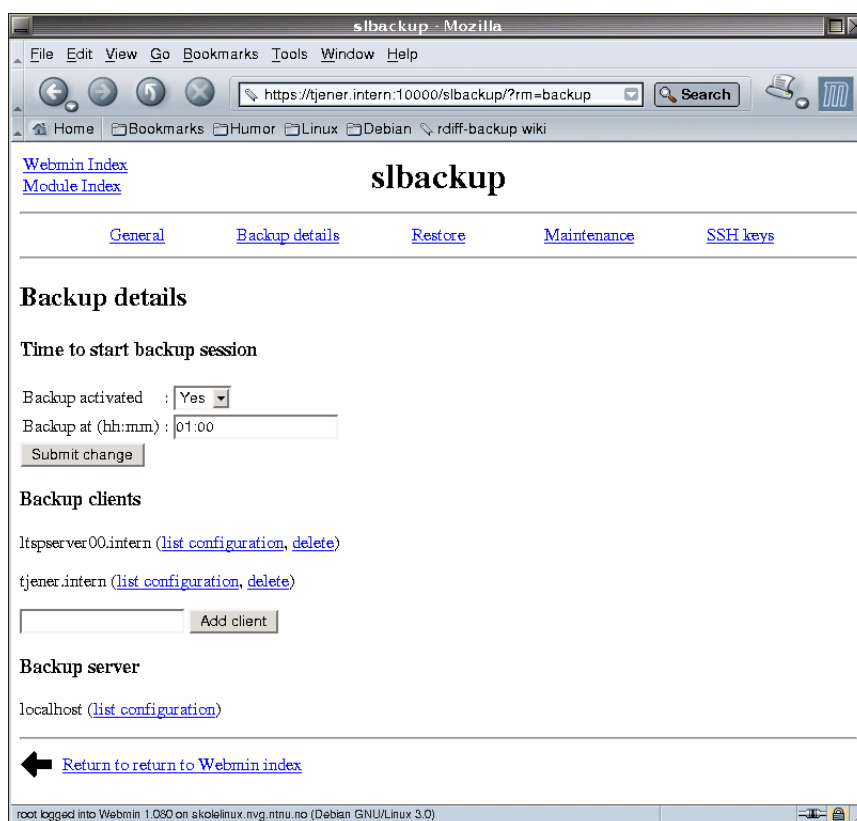 slbackup - Mozilla
File Edit View Go Bookmarks Tools Window Help
https://tjener.intern:10000/slbackup/?rm=backup Search
Home Bookmarks Humor Linux Debian rdiff-backup wiki
Webmin Index
Module Index
slbackup
General Backup details Restore Maintenance SSH keys
Backup details
Time to start backup session
Backup activated : Yes
Backup at (hh:mm) : 01:00
Submit change
Backup clients
ltspserver00.intern (list configuration, delete)
tjener.intern (list configuration, delete)
Add client
Backup server
localhost (list configuration)
Return to return to Webmin index
root logged into Webmin 1.080 on skolelinux.nvg.ntnu.no (Debian GNU/Linux 3.0)